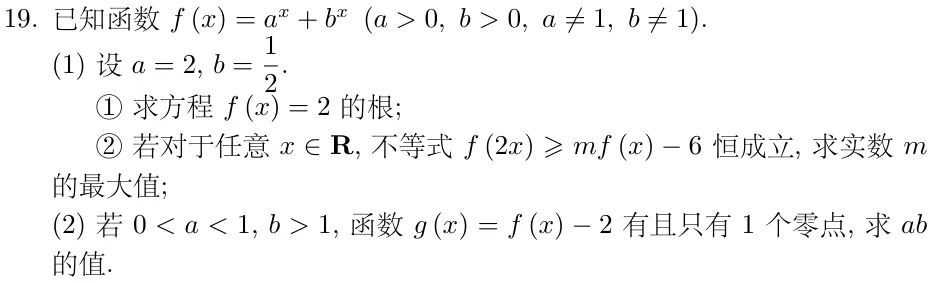 19. 已知函数 f (x) = aˣ + bˣ (a > 0, b > 0, a ≠ 1, b ≠ 1).
(1) 设 a = 2, b = 1/2.
① 求方程 f (x) = 2 的根;
② 若对于任意 x ∈ R, 不等式 f (2x) ⩾ mf (x) − 6 恒成立, 求实数 m
的最大值;
(2) 若 0 < a < 1, b > 1, 函数 g (x) = f (x) − 2 有且只有 1 个零点, 求 ab
的值.